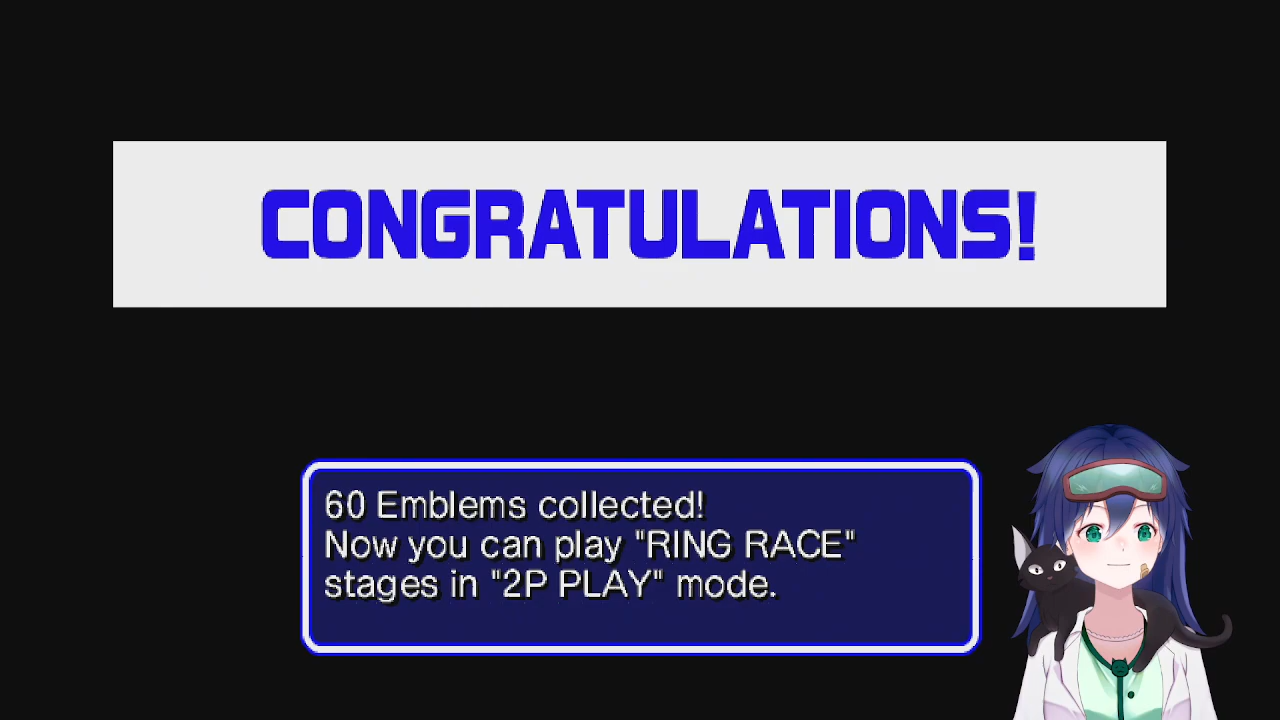 CONGRATULATIONS!
60 Emblems collected!
Now you can play "RING RACE"
stages in "2P PLAY" mode.